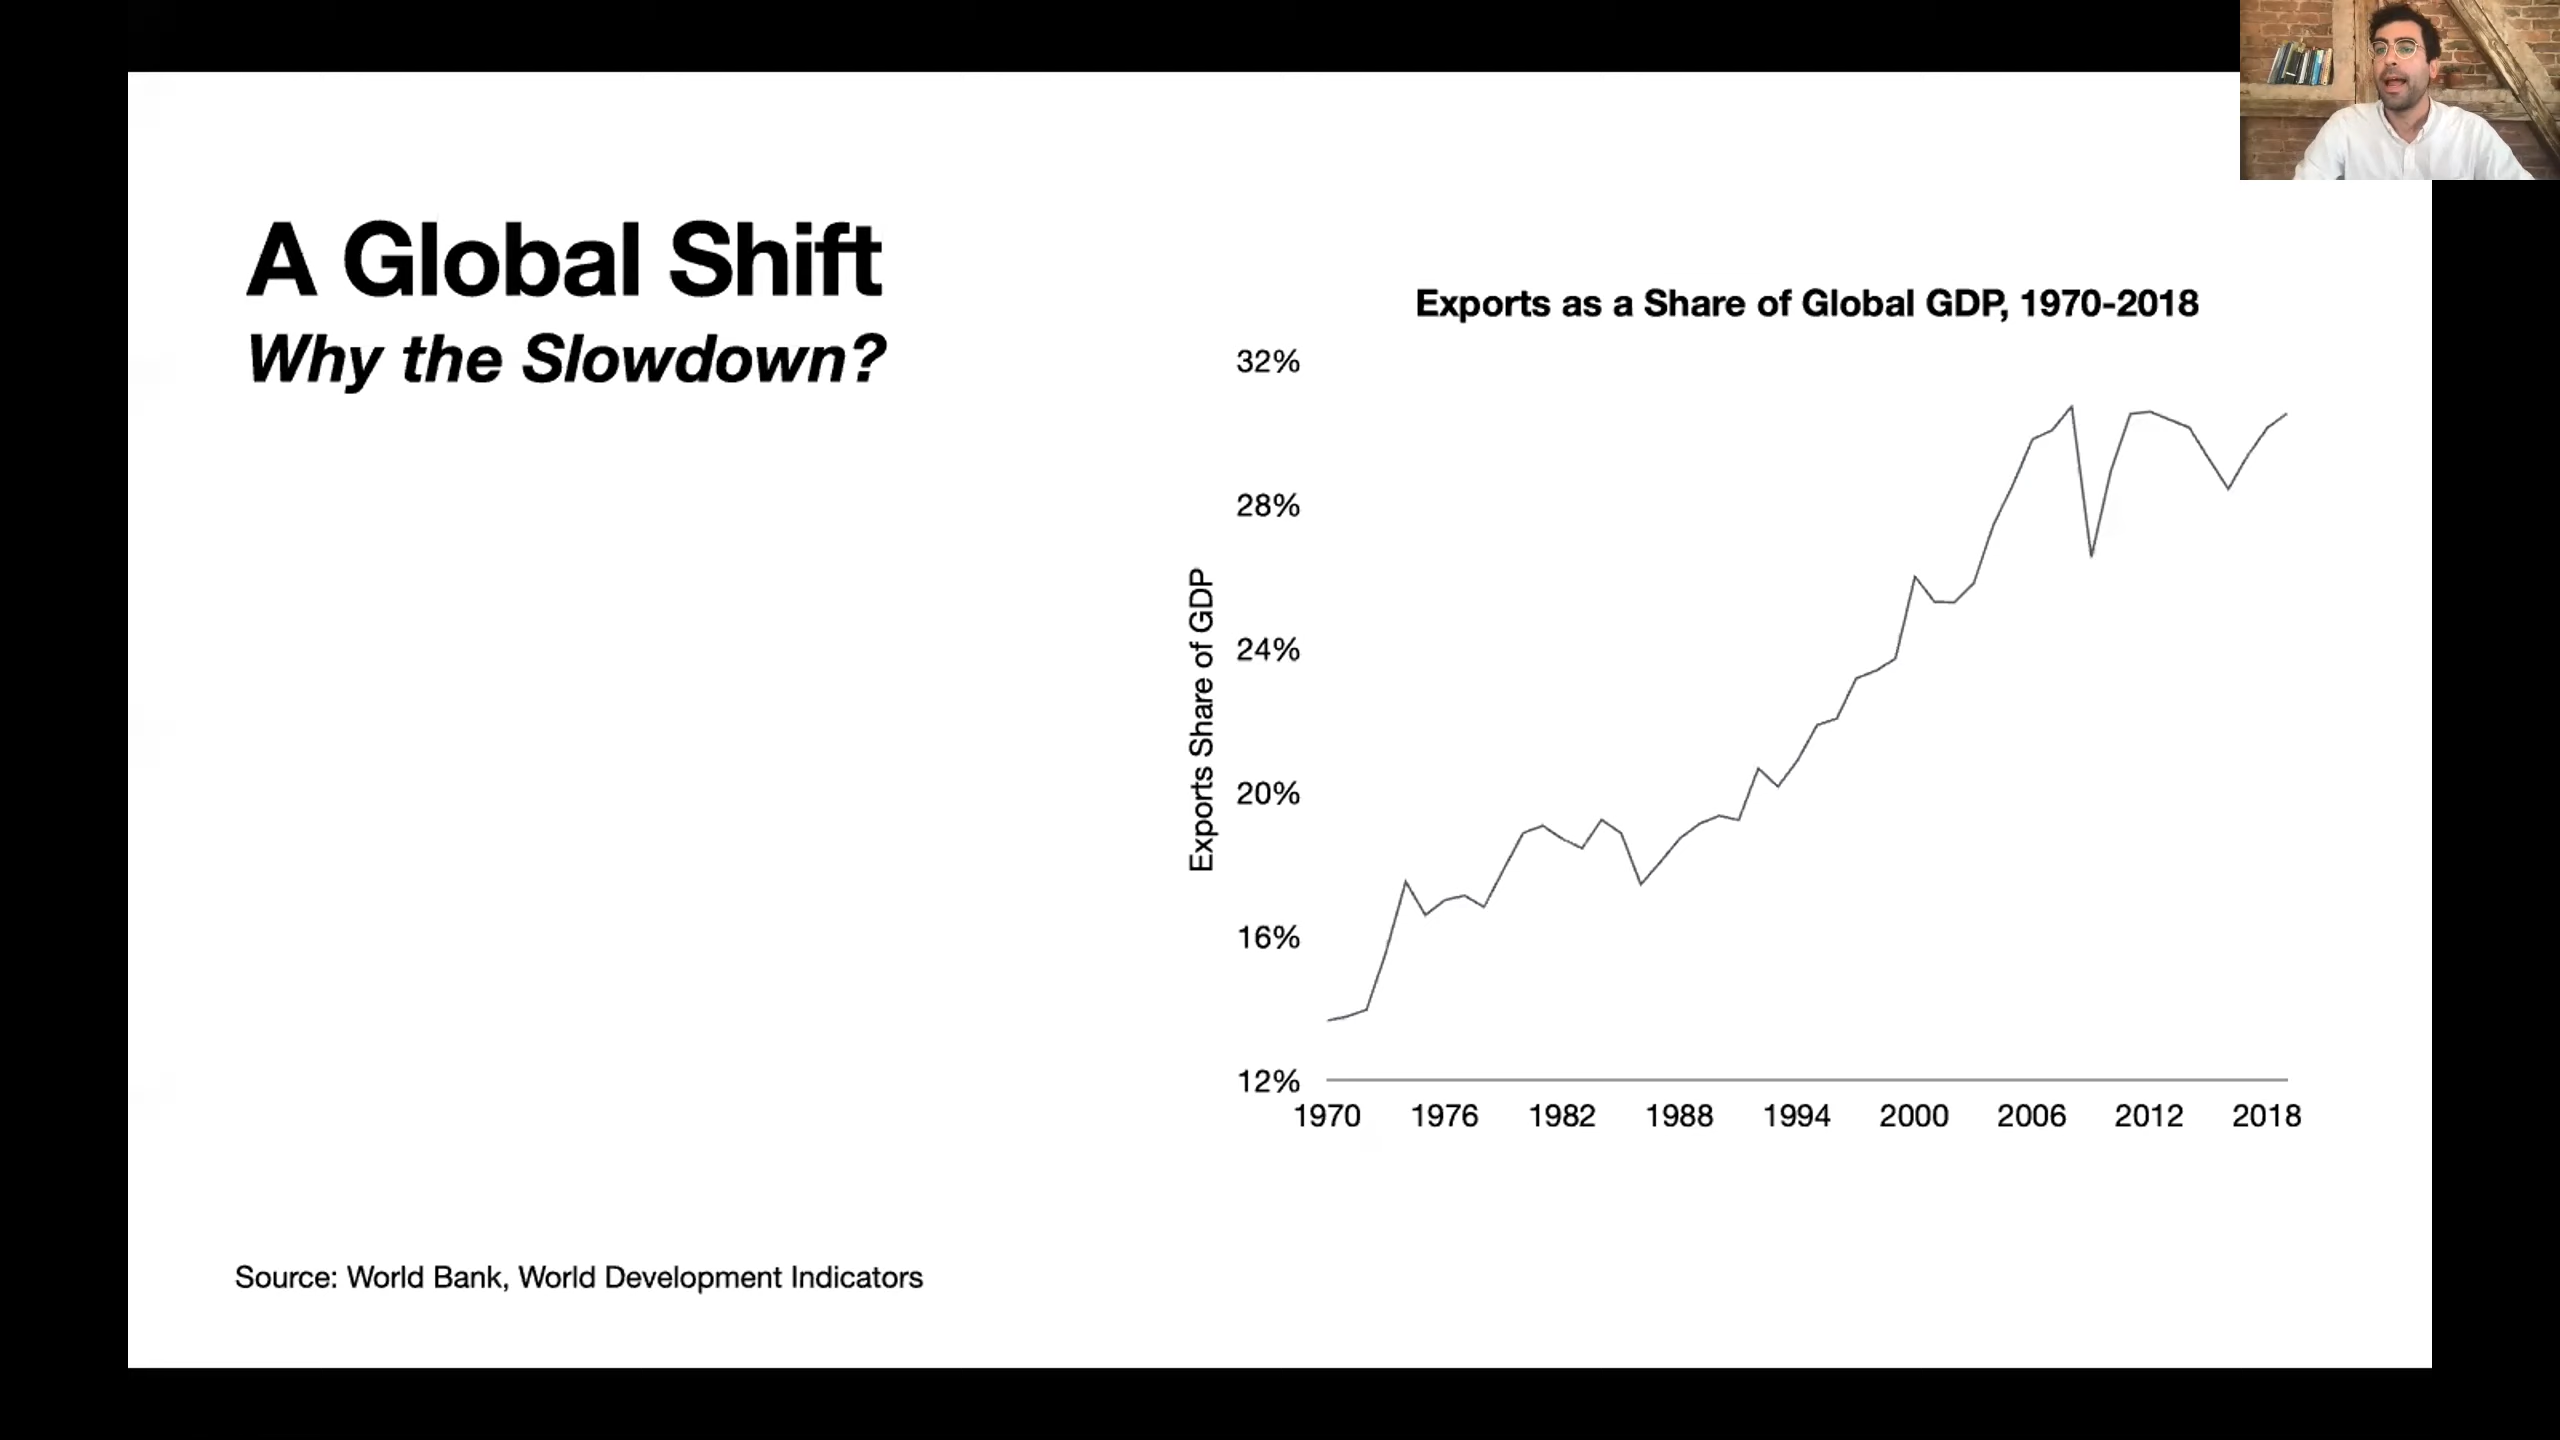 A Global Shift
Why the Slowdown?
Exports as a Share of Global GDP, 1970-2018
Exports Share of GDP
32%
28%
24%
20%
16%
12%
1970 1976 1982 1988 1994 2000 2006 2012 2018
Source: World Bank, World Development Indicators